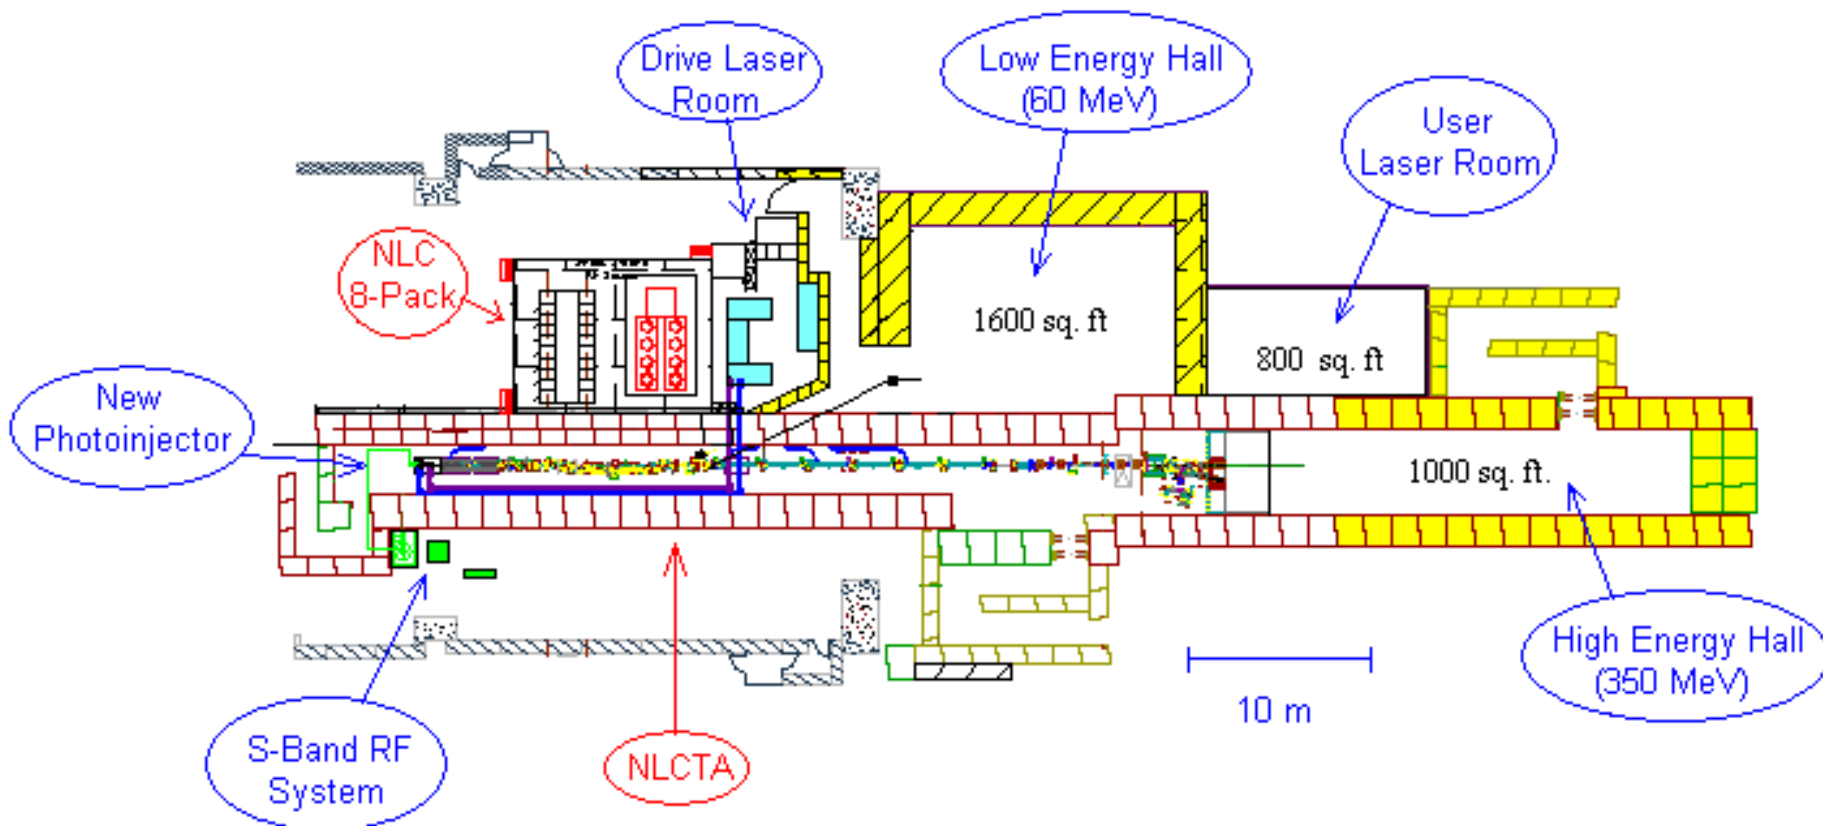 Drive Laser
Room
Low Energy Hall
(60 MeV)
User
Laser Room
NLC
8-Pack
1600 sq. ft
800 sq. ft
New
Photoinjector
1000 sq. ft.
High Energy Hall
(350 MeV)
10 m
S-Band RF
System
NLCTA